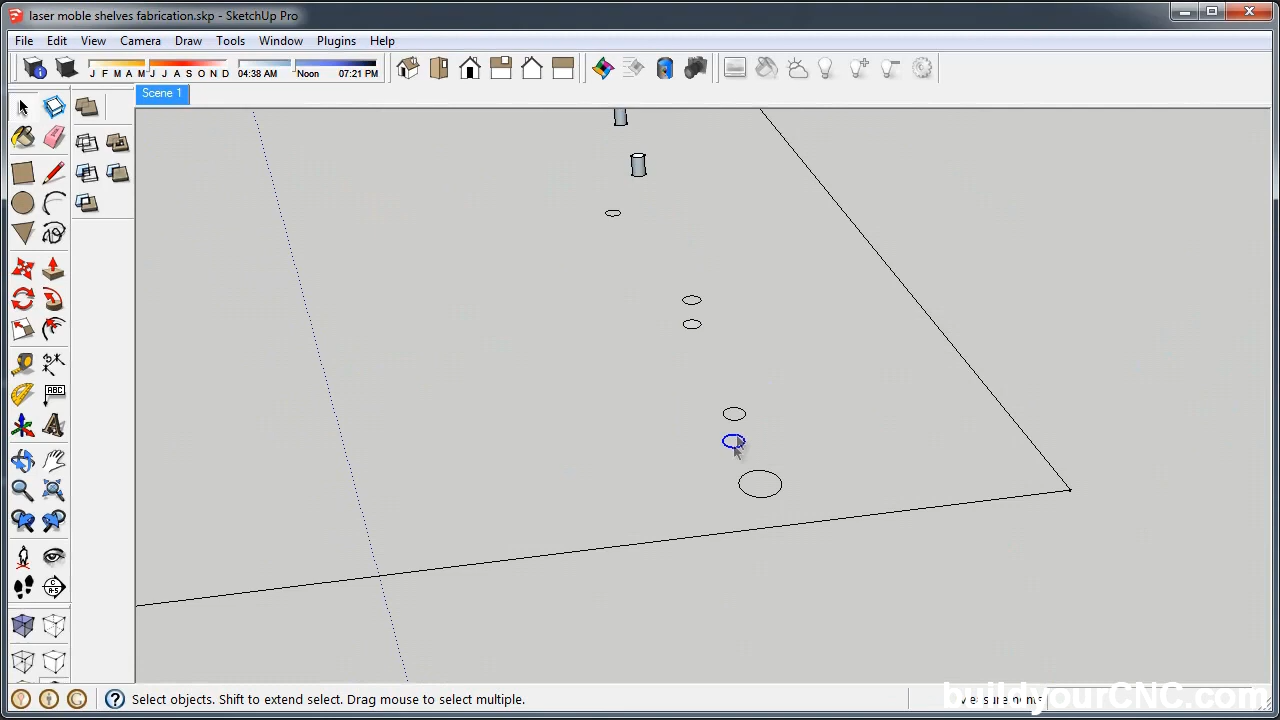 laser moble shelves fabrication.skp - SketchUp Pro
File Edit View Camera Draw Tools Window Plugins Help
J F M A M J J A S O N D 04:38 AM Noon 07:21 PM
Scene 1
ABC
Select objects. Shift to extend select. Drag mouse to select multiple.
buildyourCNC.com